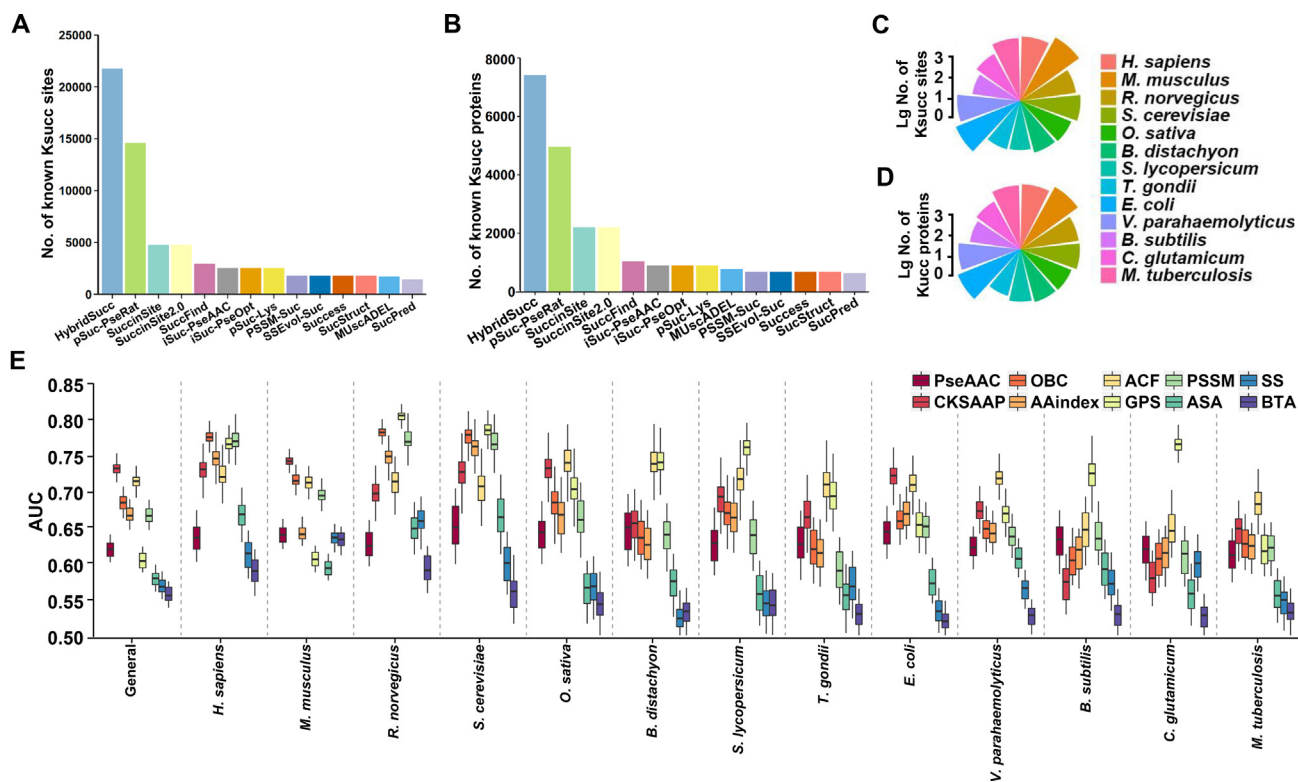 A
No. of known Ksucc sites
25000
20000
15000
10000
5000
0
HybridSucc
pSuc-PseRat
SuccinSite
SuccinSite2.0
SuccFind
iSuc-PseAAC
iSuc-PseOpt
pSuc-Lys
PSSM-Suc
SSEvol-Suc
Success
SucStruct
MUscADEL
SucPred
B
No. of known Ksucc proteins
8000
6000
4000
2000
0
HybridSucc
pSuc-PseRat
SuccinSite
SuccinSite2.0
SuccFind
iSuc-PseAAC
iSuc-PseOpt
pSuc-Lys
MUscADEL
PSSM-Suc
SSEvol-Suc
Success
SucStruct
SucPred
C
Lg No. of
Ksucc sites
3
2
1
0
D
Lg No. of
Kucc proteins
3
2
1
0
H. sapiens
M. musculus
R. norvegicus
S. cerevisiae
O. sativa
B. distachyon
S. lycopersicum
T. gondii
E. coli
V. parahaemolyticus
B. subtilis
C. glutamicum
M. tuberculosis
E
AUC
0.85
0.80
0.75
0.70
0.65
0.60
0.55
0.50
PseAAC OBC ACF PSSM SS
CKSAAP AAindex GPS ASA BTA
General
H. sapiens
M. musculus
R. norvegicus
S. cerevisiae
O. sativa
B. distachyon
S. lycopersicum
T. gondii
E. coli
V. parahaemolyticus
B. subtilis
C. glutamicum
M. tuberculosis